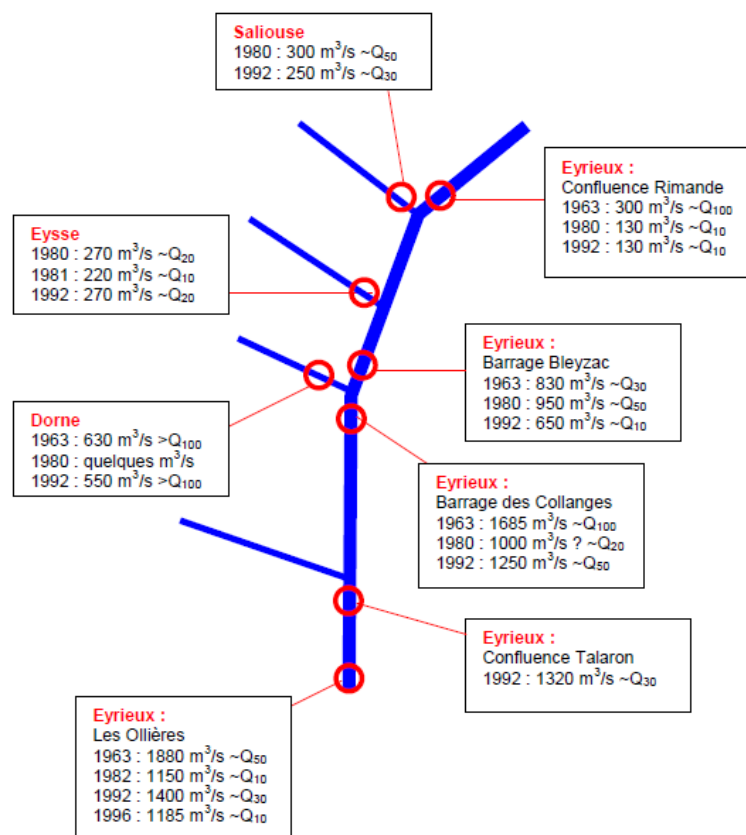 Saliouse
1980 : 300 m³/s ~Q₅₀
1992 : 250 m³/s ~Q₃₀
Eyrieux :
Confluence Rimande
1963 : 300 m³/s ~Q₁₀₀
1980 : 130 m³/s ~Q₁₀
1992 : 130 m³/s ~Q₁₀
Eysse
1980 : 270 m³/s ~Q₂₀
1981 : 220 m³/s ~Q₁₀
1992 : 270 m³/s ~Q₂₀
Eyrieux :
Barrage Bleyzac
1963 : 830 m³/s ~Q₃₀
1980 : 950 m³/s ~Q₅₀
1992 : 650 m³/s ~Q₁₀
Dorne
1963 : 630 m³/s >Q₁₀₀
1980 : quelques m³/s
1992 : 550 m³/s >Q₁₀₀
Eyrieux :
Barrage des Collanges
1963 : 1685 m³/s ~Q₁₀₀
1980 : 1000 m³/s ? ~Q₂₀
1992 : 1250 m³/s ~Q₅₀
Eyrieux :
Confluence Talaron
1992 : 1320 m³/s ~Q₃₀
Eyrieux :
Les Ollières
1963 : 1880 m³/s ~Q₅₀
1982 : 1150 m³/s ~Q₁₀
1992 : 1400 m³/s ~Q₃₀
1996 : 1185 m³/s ~Q₁₀